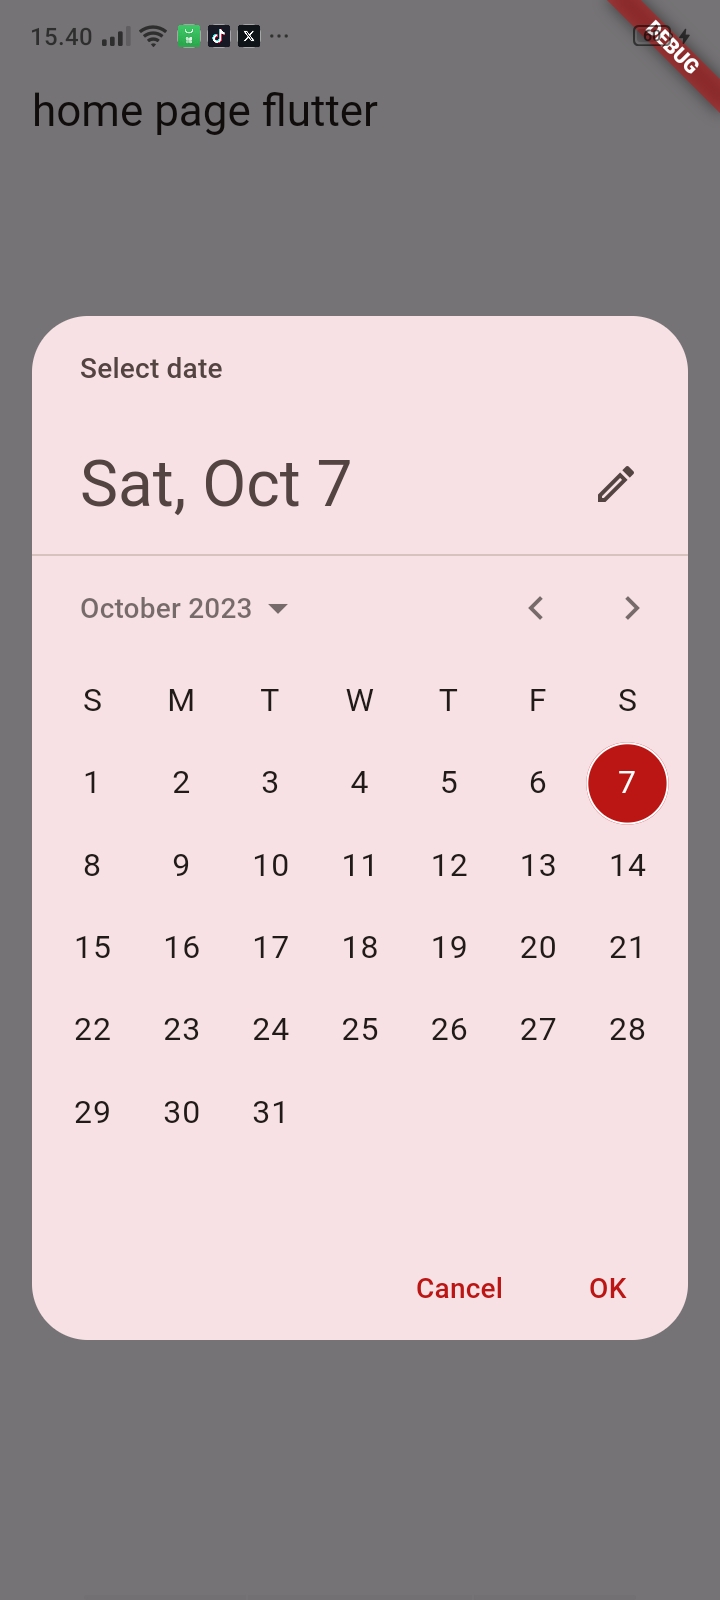 15.40
DEBUG
home page flutter
Select date
Sat, Oct 7
October 2023
S M T W T F S
1 2 3 4 5 6 7
8 9 10 11 12 13 14
15 16 17 18 19 20 21
22 23 24 25 26 27 28
29 30 31
Cancel OK